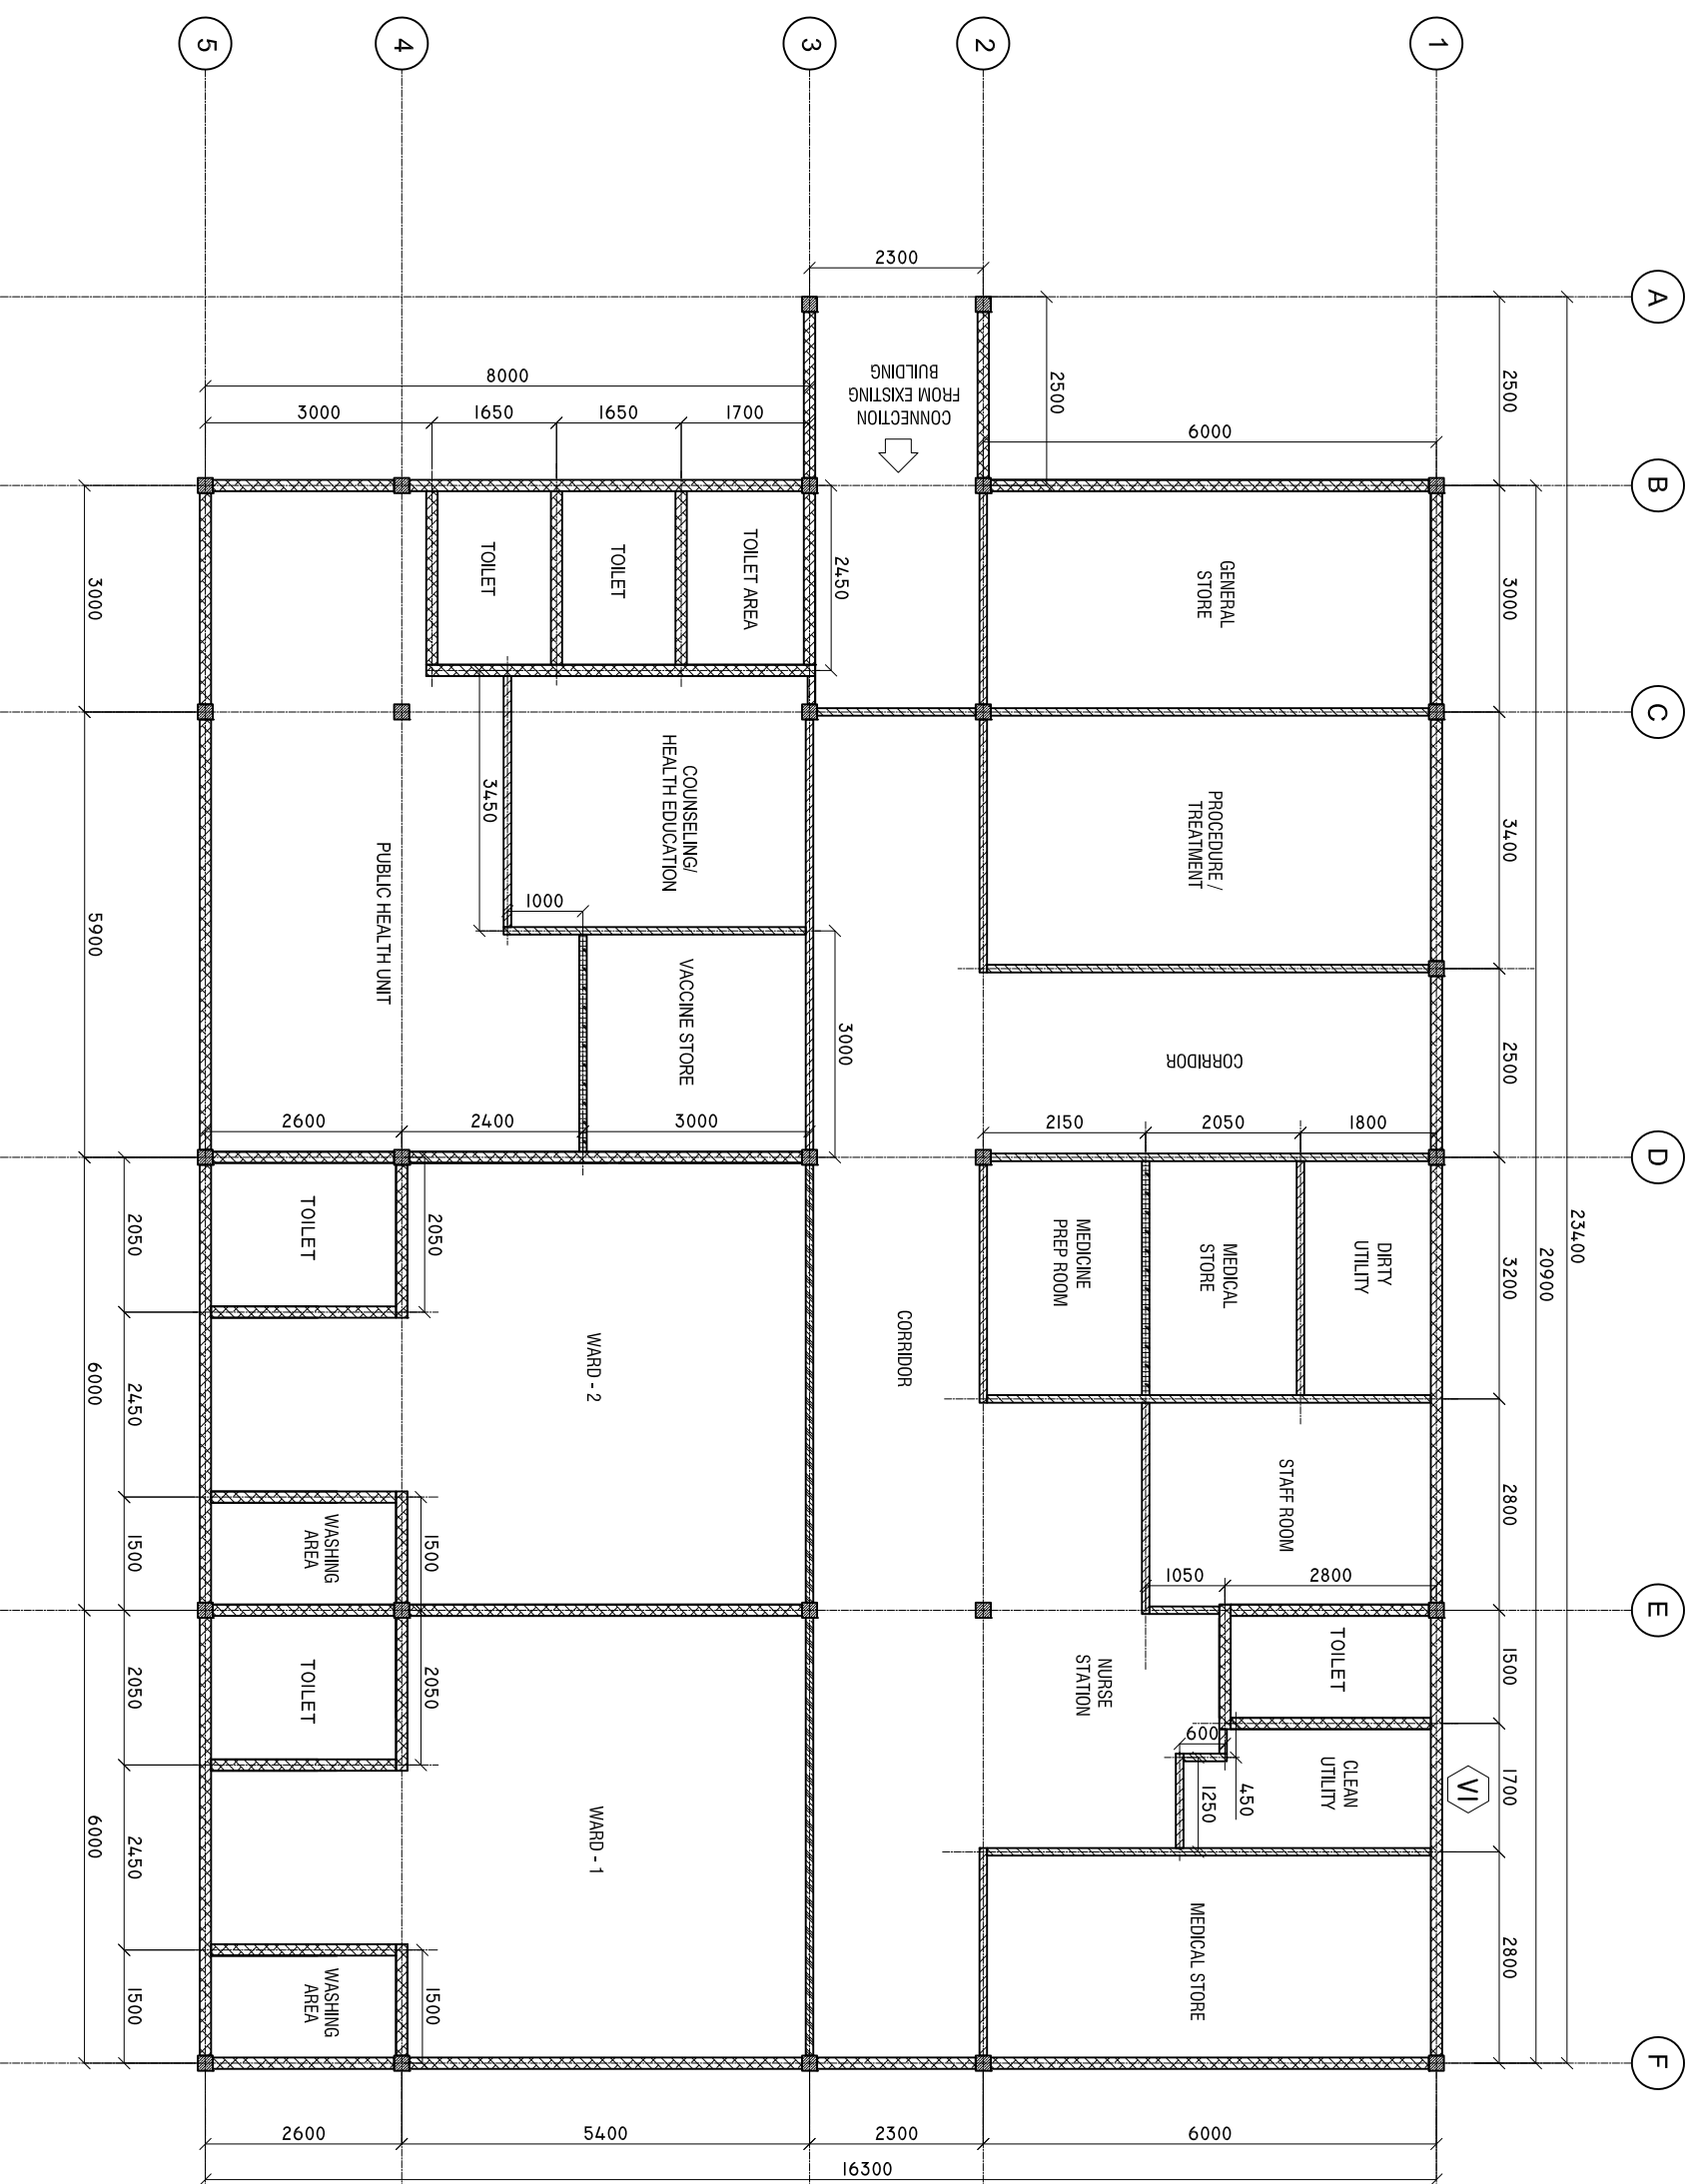 5
4
3
2
1
A
B
C
D
E
F
2300
2500
2500
8000
3000
1650
1650
1700
6000
CONNECTION
FROM EXISTING
BUILDING
23400
20900
3000
3400
2500
3200
2800
1500
1700
2800
3000
5900
6000
6000
TOILET
TOILET
TOILET AREA
2450
GENERAL
STORE
COUNSELING/
HEALTH EDUCATION
3450
1000
PROCEDURE /
TREATMENT
PUBLIC HEALTH UNIT
VACCINE STORE
3000
CORRIDOR
2600
2400
3000
2150
2050
1800
TOILET
2050
2050
2450
1500
1500
WARD - 2
CORRIDOR
MEDICINE
PREP ROOM
MEDICAL
STORE
DIRTY
UTILITY
STAFF ROOM
WASHING
AREA
1050
2800
TOILET
2050
2050
2450
1500
1500
WARD - 1
NURSE
STATION
TOILET
600
450
1250
CLEAN
UTILITY
VI
MEDICAL STORE
WASHING
AREA
2600
5400
2300
6000
16300